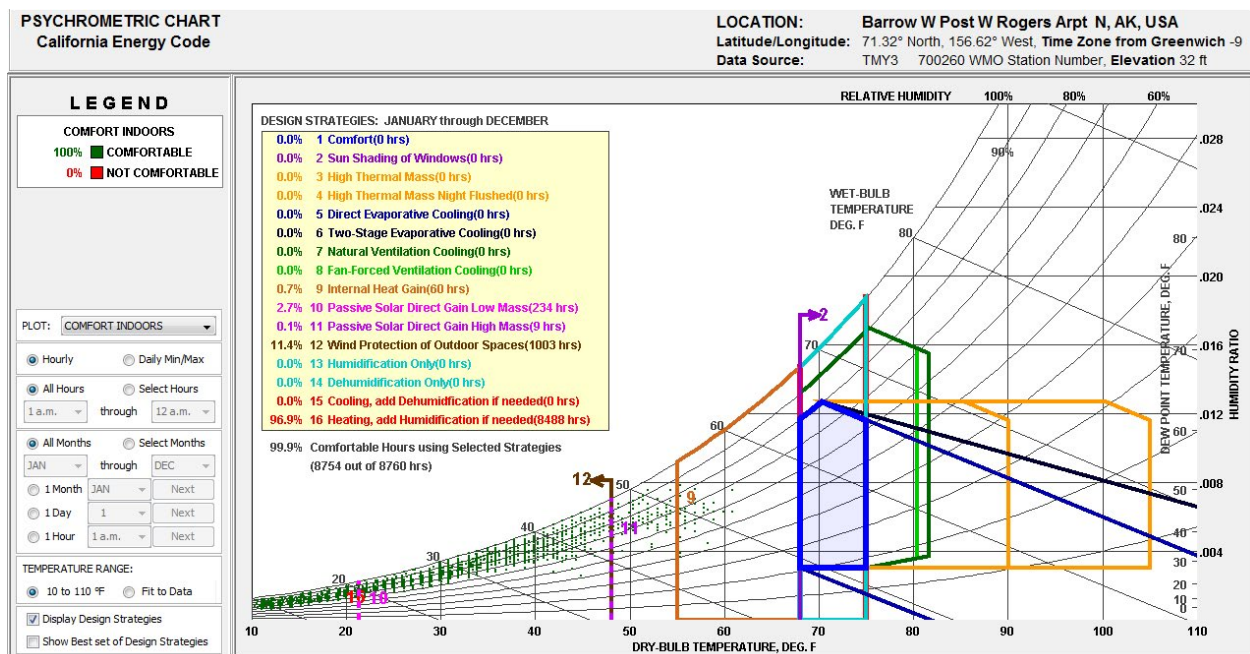 PSYCHROMETRIC CHART
California Energy Code
LOCATION: Barrow W Post W Rogers Arpt N, AK, USA
Latitude/Longitude: 71.32° North, 156.62° West, Time Zone from Greenwich -9
Data Source: TMY3 700260 WMO Station Number, Elevation 32 ft
LEGEND
COMFORT INDOORS
100% COMFORTABLE
0% NOT COMFORTABLE
PLOT: COMFORT INDOORS
Hourly Daily Min/Max
All Hours Select Hours
1 a.m. through 12 a.m.
All Months Select Months
JAN through DEC
1 Month JAN Next
1 Day 1 Next
1 Hour 1 a.m. Next
TEMPERATURE RANGE:
10 to 110 °F Fit to Data
Display Design Strategies
Show Best set of Design Strategies
RELATIVE HUMIDITY 100% 80% 60%
90%
DESIGN STRATEGIES: JANUARY through DECEMBER
0.0% 1 Comfort(0 hrs)
0.0% 2 Sun Shading of Windows(0 hrs)
0.0% 3 High Thermal Mass(0 hrs)
0.0% 4 High Thermal Mass Night Flushed(0 hrs)
0.0% 5 Direct Evaporative Cooling(0 hrs)
0.0% 6 Two-Stage Evaporative Cooling(0 hrs)
0.0% 7 Natural Ventilation Cooling(0 hrs)
0.0% 8 Fan-Forced Ventilation Cooling(0 hrs)
0.7% 9 Internal Heat Gain(60 hrs)
2.7% 10 Passive Solar Direct Gain Low Mass(234 hrs)
0.1% 11 Passive Solar Direct Gain High Mass(9 hrs)
11.4% 12 Wind Protection of Outdoor Spaces(1003 hrs)
0.0% 13 Humidification Only(0 hrs)
0.0% 14 Dehumidification Only(0 hrs)
0.0% 15 Cooling, add Dehumidification if needed(0 hrs)
96.9% 16 Heating, add Humidification if needed(8488 hrs)
99.9% Comfortable Hours using Selected Strategies
(8754 out of 8760 hrs)
WET-BULB
TEMPERATURE
DEG. F
80
70
60
50
40
30
20
2
12
9
11
10
.028
.024
.020
.016
.012
.008
.004
HUMIDITY RATIO
DEW POINT TEMPERATURE, DEG. F
80
70
60
50
40
30
20
10
0
10 20 30 40 50 60 70 80 90 100 110
DRY-BULB TEMPERATURE, DEG. F